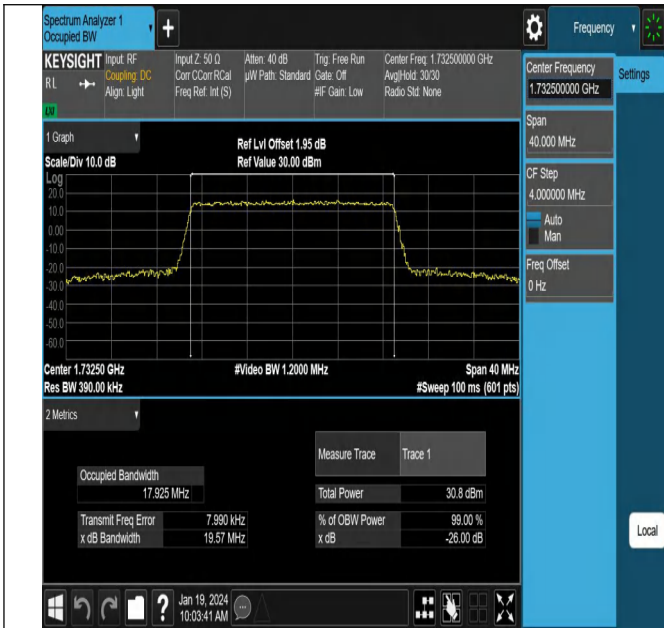 Spectrum Analyzer 1
Occupied BW
Frequency
KEYSIGHT
RL
LXI
Input: RF
Coupling: DC
Align: Light
Input Z: 50 Ω
Corr CCorr RCal
Freq Ref: Int (S)
Atten: 40 dB
µW Path: Standard
Trig: Free Run
Gate: Off
#IF Gain: Low
Center Freq: 1.732500000 GHz
Avg|Hold: 30/30
Radio Std: None
Center Frequency
1.732500000 GHz
Settings
Span
40.000 MHz
CF Step
4.000000 MHz
Auto
Man
Freq Offset
0 Hz
Local
1 Graph
Scale/Div 10.0 dB
Ref Lvl Offset 1.95 dB
Ref Value 30.00 dBm
Log
20.0
10.0
0.00
-10.0
-20.0
-30.0
-40.0
-50.0
-60.0
Center 1.73250 GHz
#Video BW 1.2000 MHz
Span 40 MHz
Res BW 390.00 kHz
#Sweep 100 ms (601 pts)
2 Metrics
Measure Trace Trace 1
Occupied Bandwidth
17.925 MHz
Total Power 30.8 dBm
Transmit Freq Error 7.990 kHz
% of OBW Power 99.00 %
x dB Bandwidth 19.57 MHz
x dB -26.00 dB
?
Jan 19, 2024
10:03:41 AM